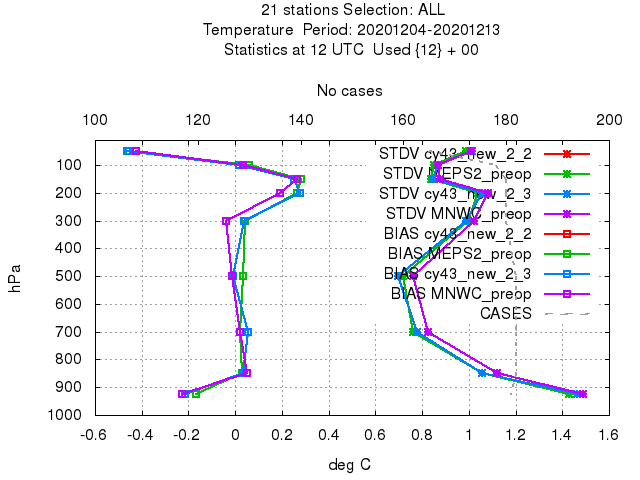 21 stations Selection: ALL
Temperature Period: 20201204-20201213
Statistics at 12 UTC Used {12} + 00
No cases
100 120 140 160 180 200
STDV cy43_new_2_2
STDV MEPS2_preop
STDV cy43_new_2_3
STDV MNWC_preop
BIAS cy43_new_2_2
BIAS MEPS2_preop
BIAS cy43_new_2_3
BIAS MNWC_preop
CASES
hPa
100
200
300
400
500
600
700
800
900
1000
-0.6 -0.4 -0.2 0 0.2 0.4 0.6 0.8 1 1.2 1.4 1.6
deg C